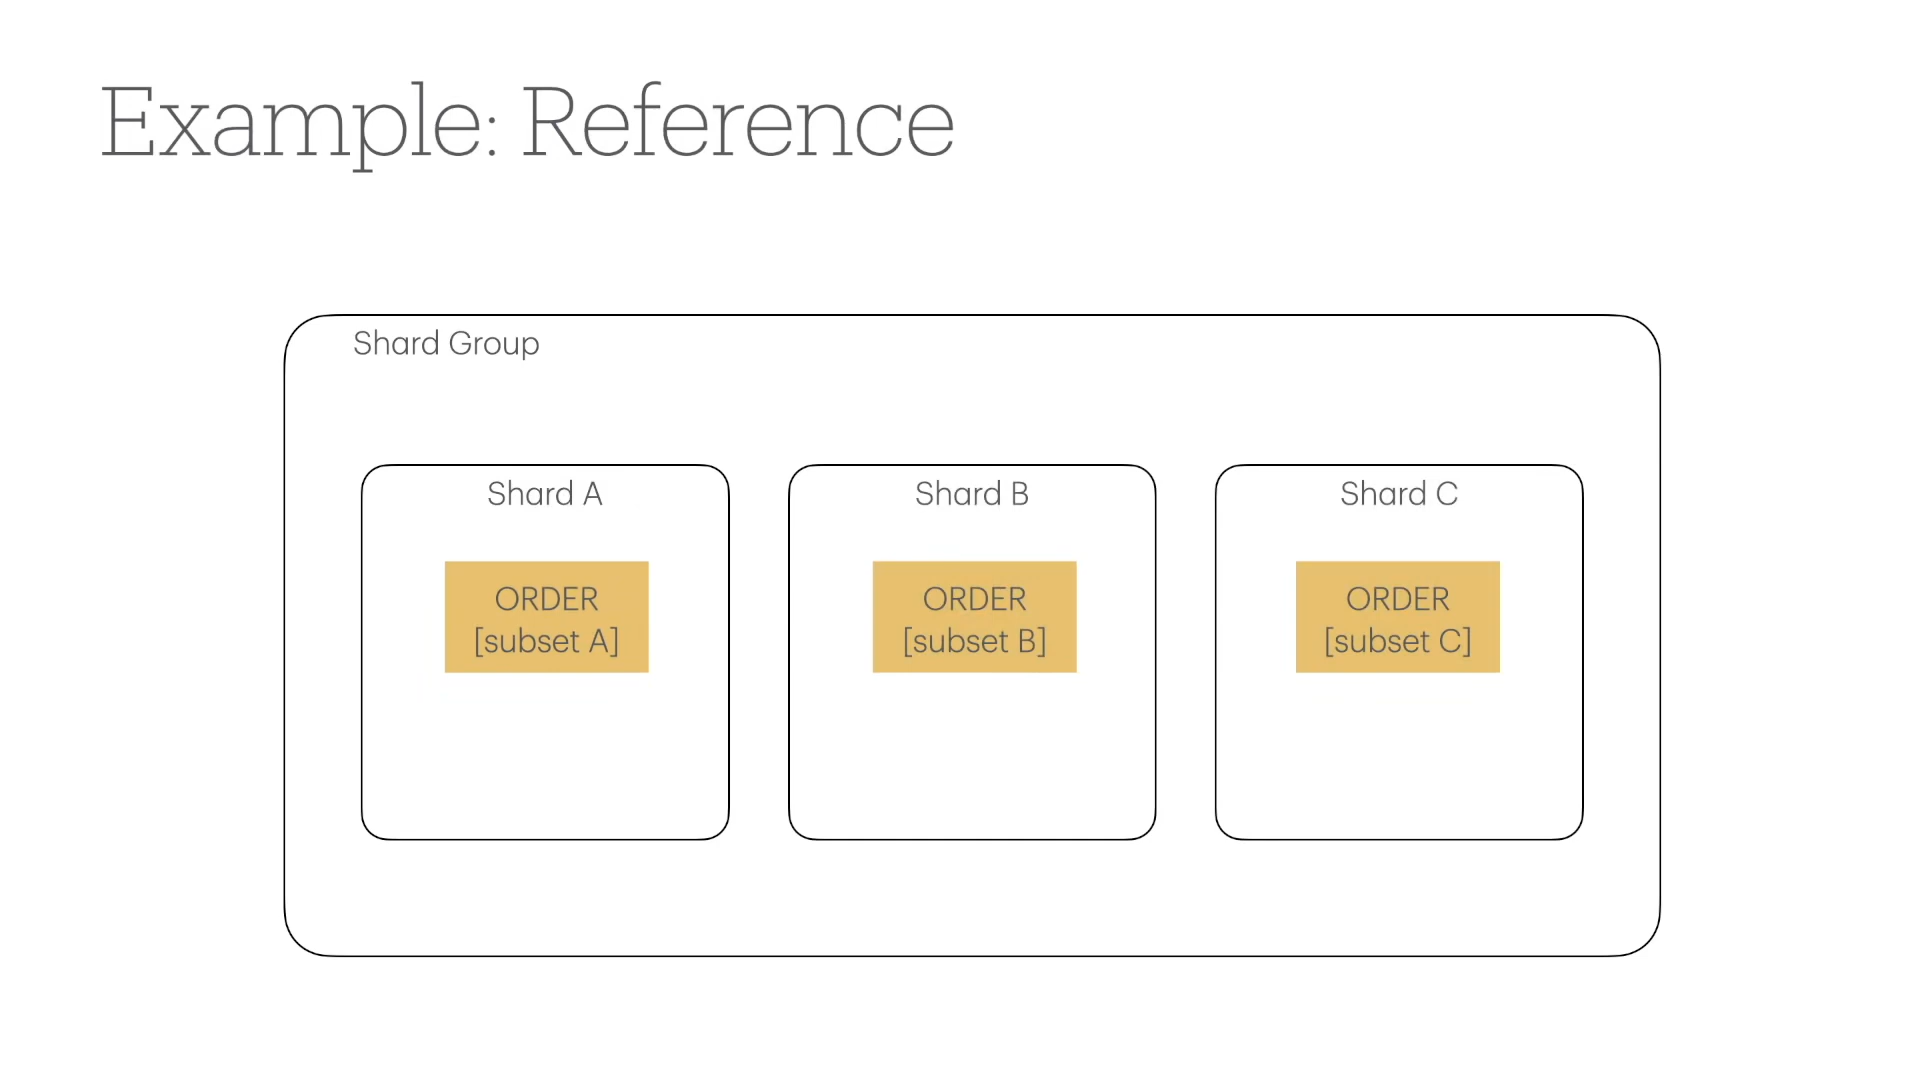 Example: Reference
Shard Group
Shard A
ORDER
[subset A]
Shard B
ORDER
[subset B]
Shard C
ORDER
[subset C]